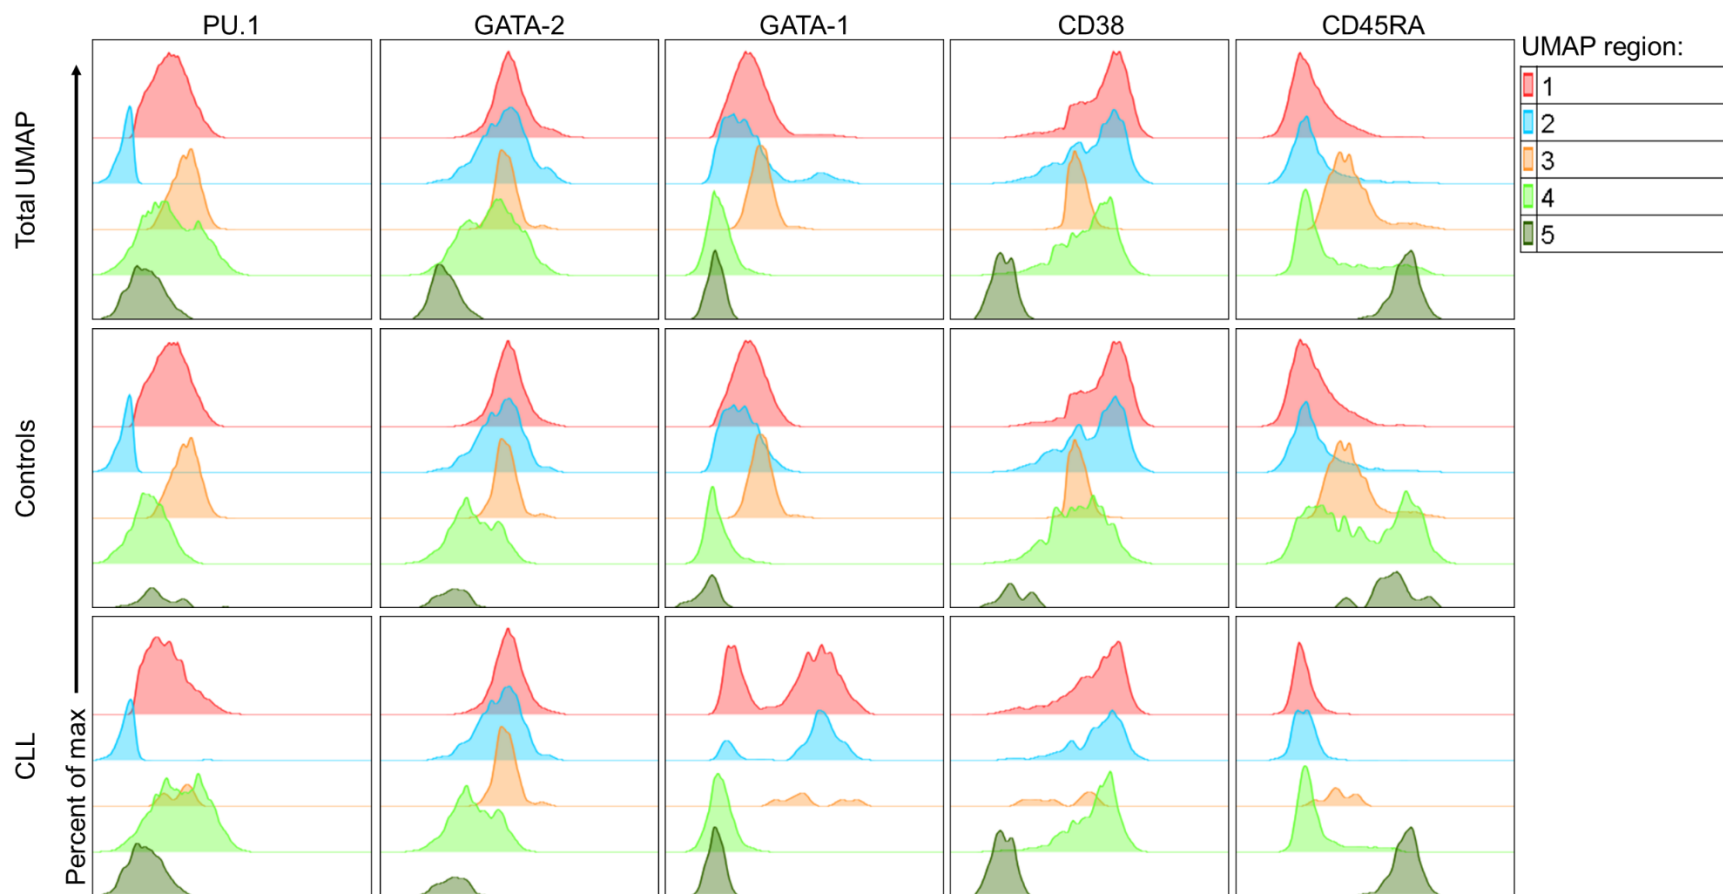 PU.1 GATA-2 GATA-1 CD38 CD45RA
UMAP region:
1
2
3
4
5
Total UMAP
Controls
CLL
Percent of max